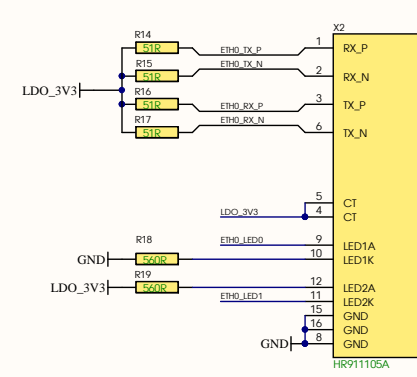 X2
R14
51R
ETH0_TX_P
1
RX_P
R15
51R
ETH0_TX_N
2
RX_N
LDO_3V3
R16
51R
ETH0_RX_P
3
TX_P
R17
51R
ETH0_RX_N
6
TX_N
5
CT
LDO_3V3
4
CT
R18
ETH0_LED0
9
LED1A
GND
560R
10
LED1K
R19
LDO_3V3
560R
12
LED2A
ETH0_LED1
11
LED2K
15
GND
16
GND
GND
8
GND
HR911105A